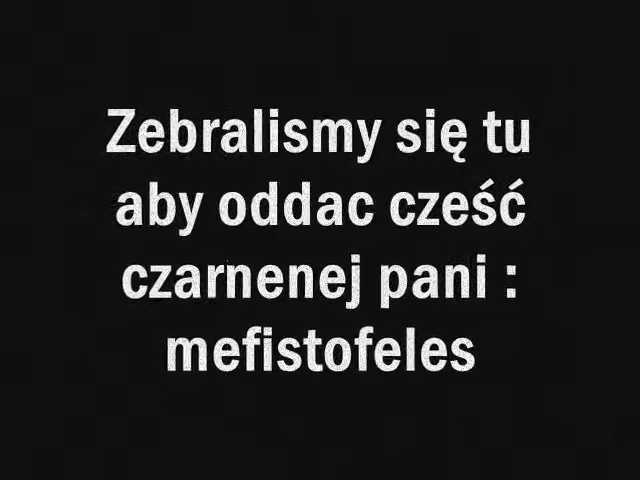 Zebralismy się tu
aby oddac cześć
czarnenej pani :
mefistofeles